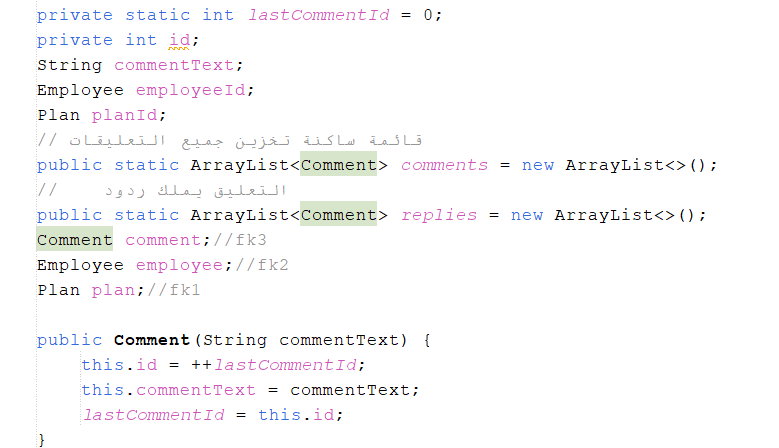 private static int lastCommentId = 0;
private int id;
String commentText;
Employee employeeId;
Plan planId;
// قائمة ساكنة تخزين جميع التعليقات
public static ArrayList<Comment> comments = new ArrayList<>();
// التعليق يملك ردود
public static ArrayList<Comment> replies = new ArrayList<>();
Comment comment;//fk3
Employee employee;//fk2
Plan plan;//fk1
public Comment(String commentText) {
this.id = ++lastCommentId;
this.commentText = commentText;
lastCommentId = this.id;
}